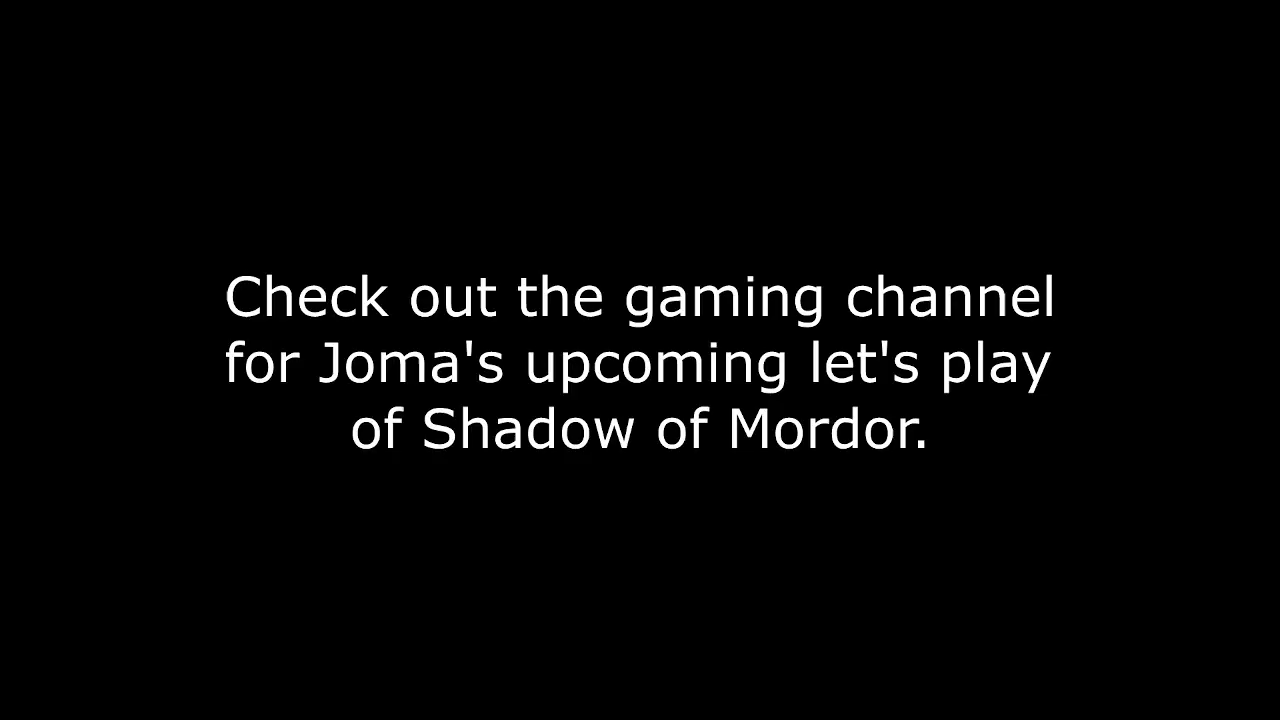 Check out the gaming channel
for Joma's upcoming let's play
of Shadow of Mordor.